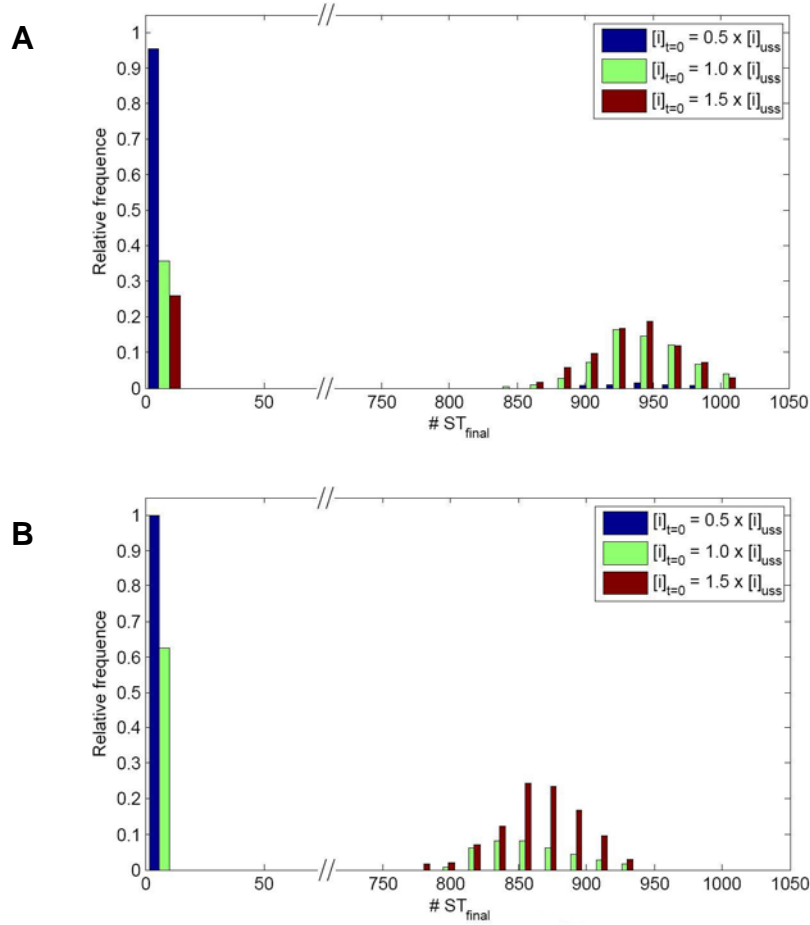 A
[i]t=0 = 0.5 x [i]uss
[i]t=0 = 1.0 x [i]uss
[i]t=0 = 1.5 x [i]uss
Relative frequence
1
0.9
0.8
0.7
0.6
0.5
0.4
0.3
0.2
0.1
0
0 50 // 750 800 850 900 950 1000 1050
# STfinal
B
[i]t=0 = 0.5 x [i]uss
[i]t=0 = 1.0 x [i]uss
[i]t=0 = 1.5 x [i]uss
Relative frequence
1
0.9
0.8
0.7
0.6
0.5
0.4
0.3
0.2
0.1
0
0 50 // 750 800 850 900 950 1000 1050
# STfinal